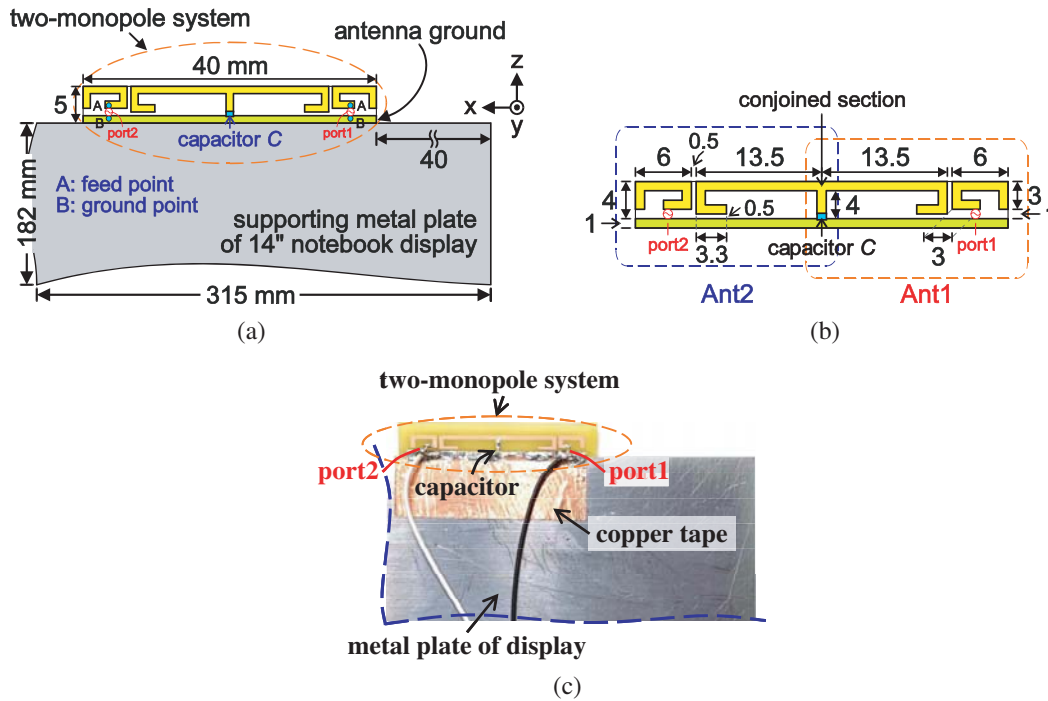 two-monopole system
antenna ground
40 mm
5
A
A
B
B
port2
port1
capacitor C
z
x
y
40
A: feed point
B: ground point
182 mm
supporting metal plate
of 14" notebook display
315 mm
(a)
conjoined section
6
0.5
13.5
13.5
6
4
4
3
1
1
0.5
port2
port1
3.3
capacitor C
3
Ant2
Ant1
(b)
two-monopole system
port2
port1
capacitor
copper tape
metal plate of display
(c)